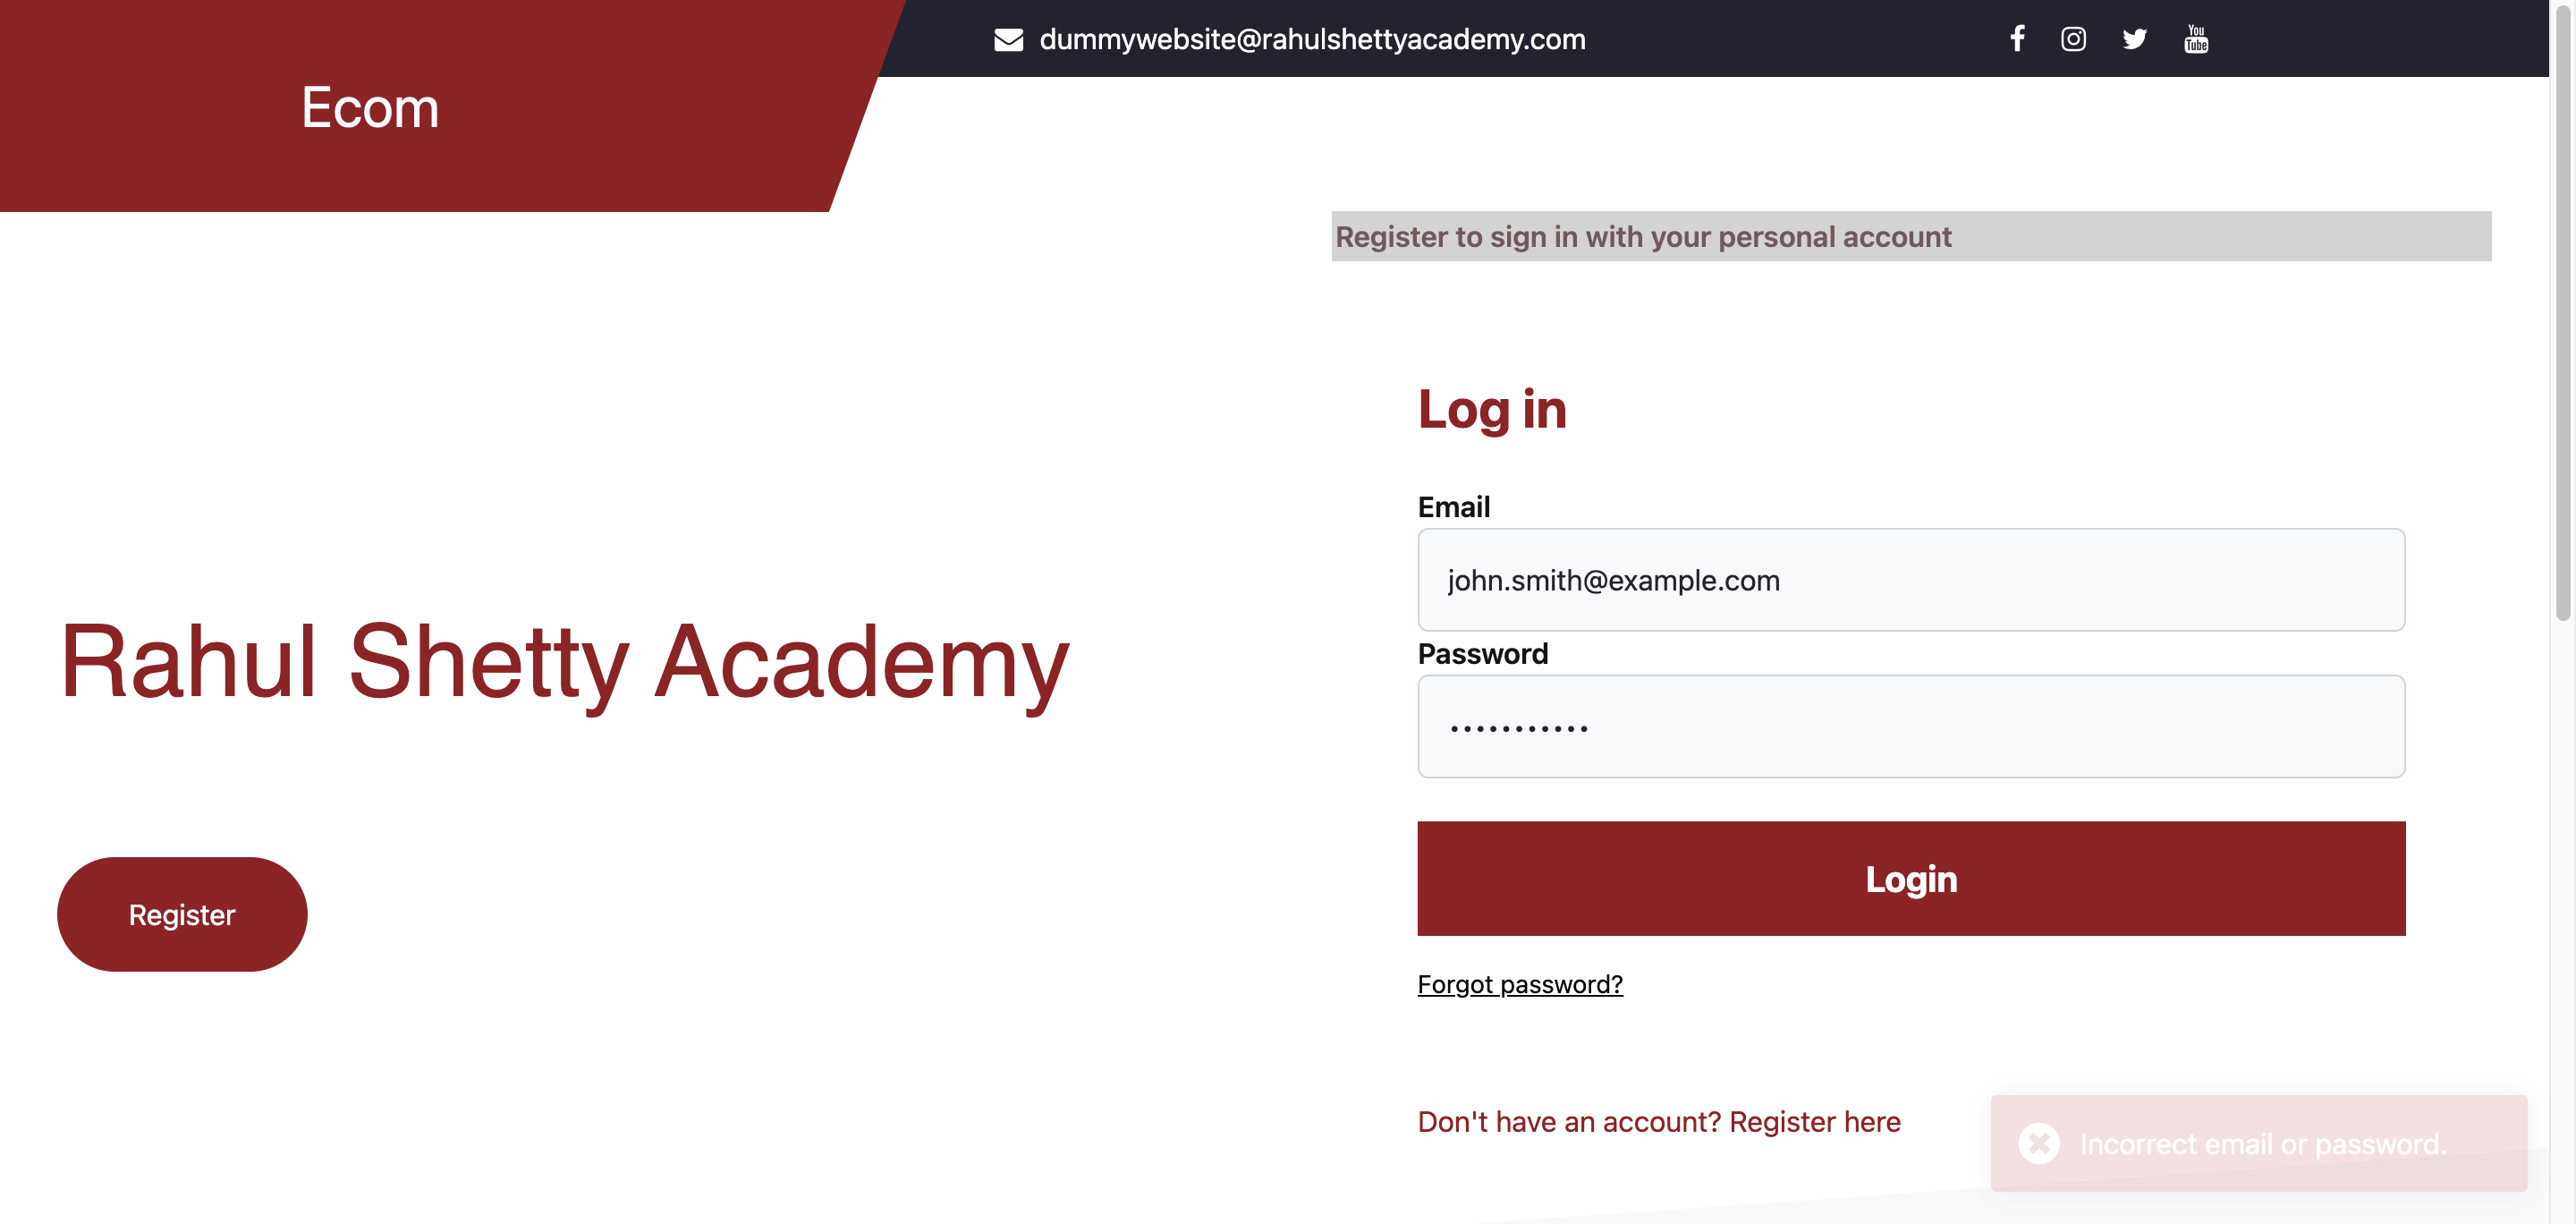 dummywebsite@rahulshettyacademy.com
You
Tube
Ecom
Register to sign in with your personal account
Log in
Email
john.smith@example.com
Password
•••••••••••
Login
Forgot password?
Don't have an account? Register here
Rahul Shetty Academy
Register
Incorrect email or password.